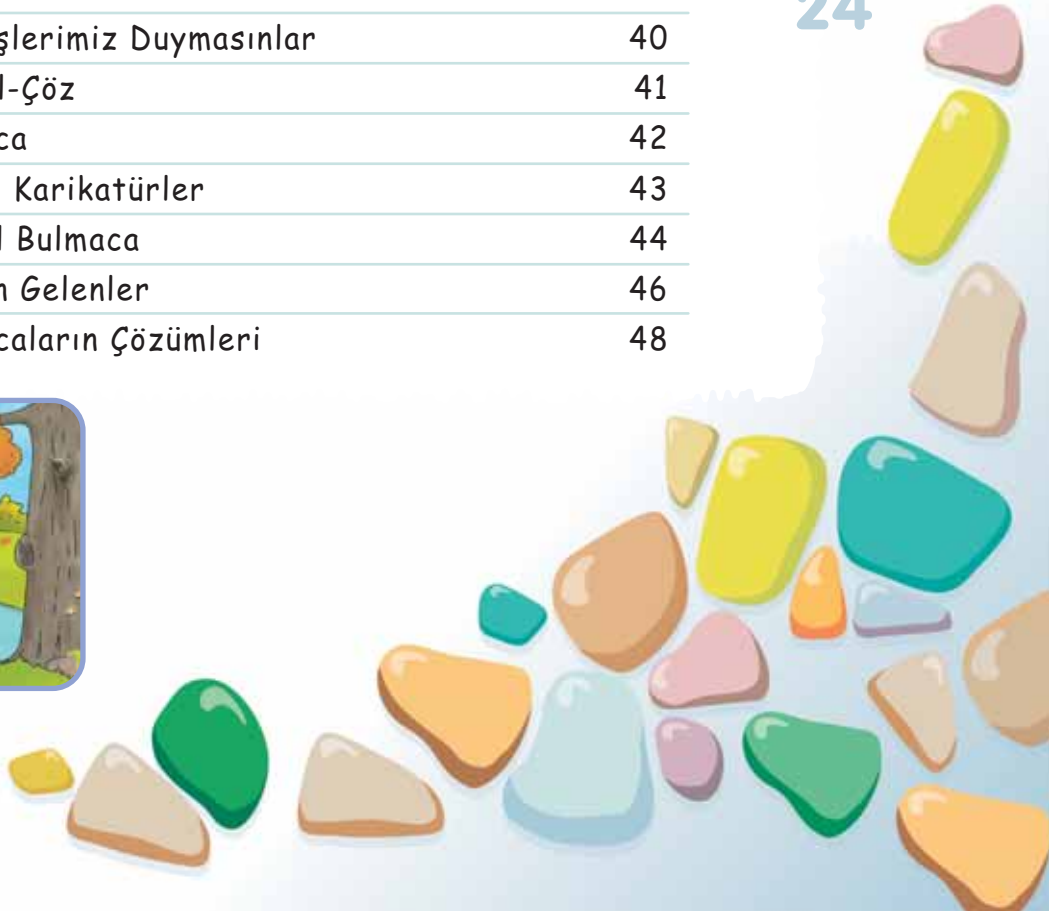 24
şlerimiz Duymasınlar 40
l-Çöz 41
ca 42
Karikatürler 43
l Bulmaca 44
n Gelenler 46
caların Çözümleri 48